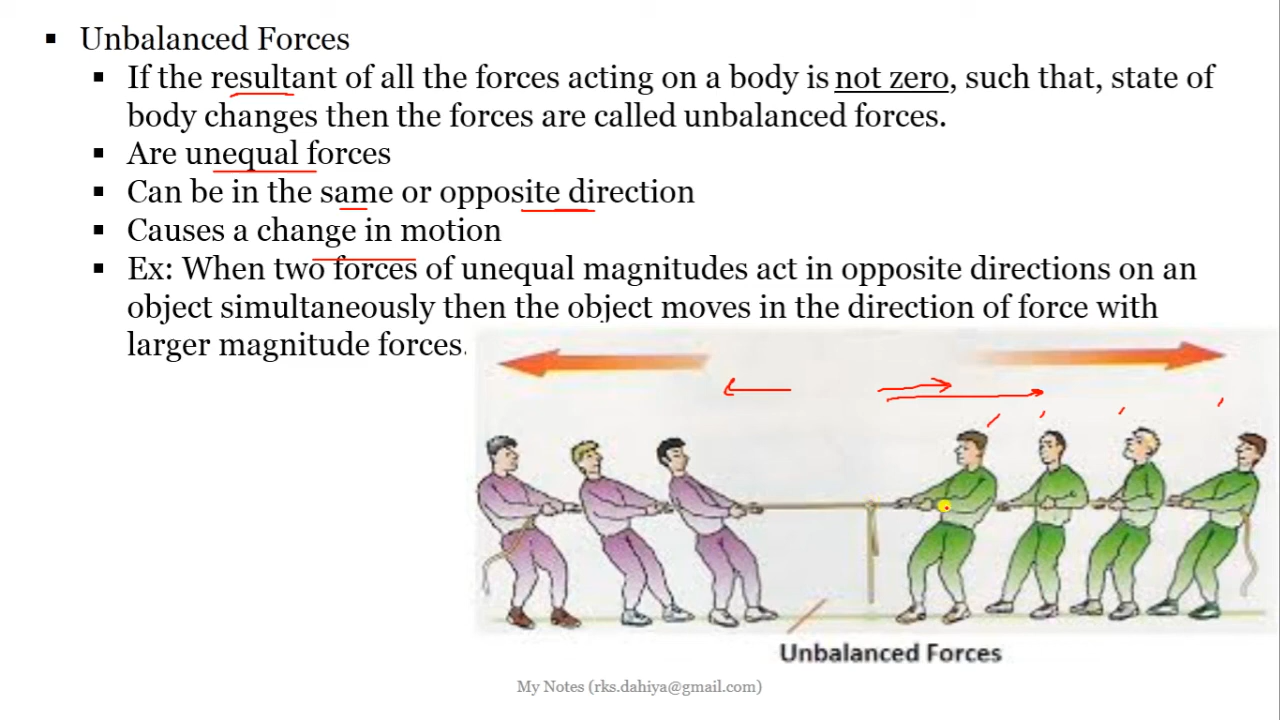 ▪ Unbalanced Forces
▪ If the resultant of all the forces acting on a body is not zero, such that, state of
body changes then the forces are called unbalanced forces.
▪ Are unequal forces
▪ Can be in the same or opposite direction
▪ Causes a change in motion
▪ Ex: When two forces of unequal magnitudes act in opposite directions on an
object simultaneously then the object moves in the direction of force with
larger magnitude forces.
Unbalanced Forces
My Notes (rks.dahiya@gmail.com)